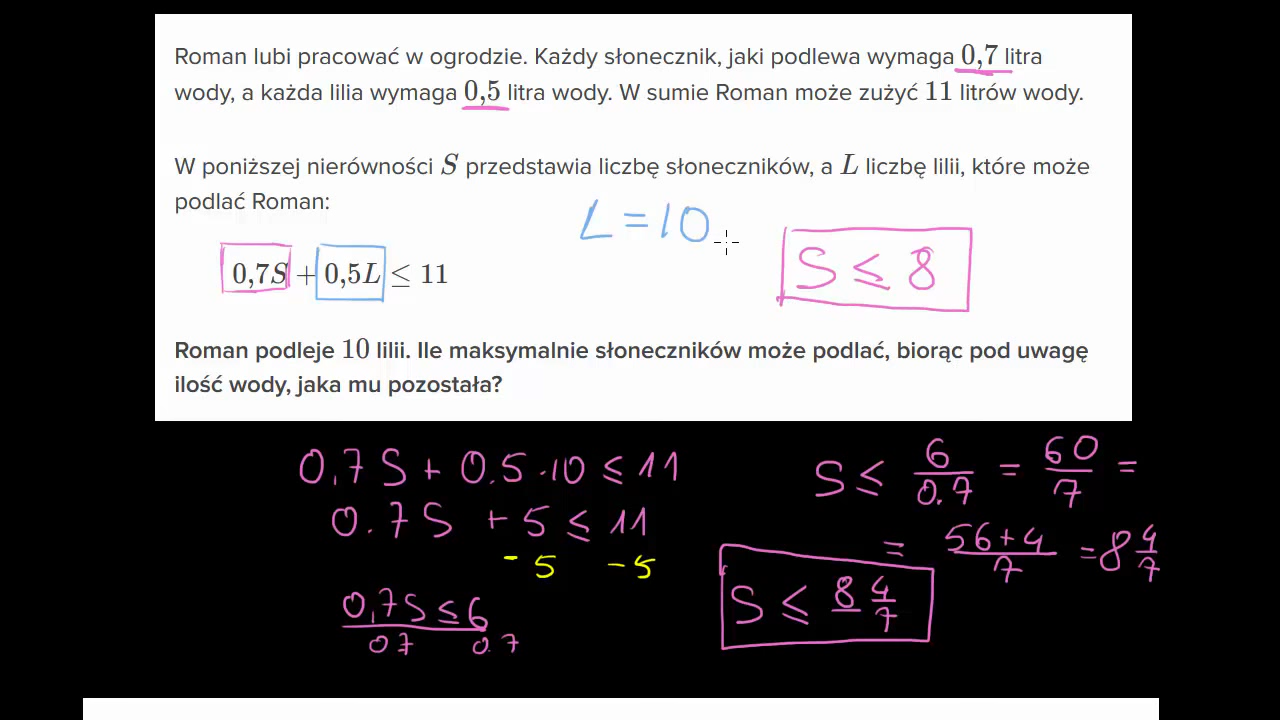 Roman lubi pracować w ogrodzie. Każdy słonecznik, jaki podlewa wymaga 0,7 litra
wody, a każda lilia wymaga 0,5 litra wody. W sumie Roman może zużyć 11 litrów wody.
W poniższej nierówności S przedstawia liczbę słoneczników, a L liczbę lilii, które może
podlać Roman:
L = 10
0,7S + 0,5L ≤ 11
S ≤ 8
Roman podleje 10 lilii. Ile maksymalnie słoneczników może podlać, biorąc pod uwagę
ilość wody, jaka mu pozostała?
0,7S + 0.5·10 ≤ 11
0.7S + 5 ≤ 11
-5 -5
0,7S ≤ 6
07 0.7
S ≤ 6/0.7 = 60/7 =
= 56+4/7 = 8 4/7
S ≤ 8 4/7